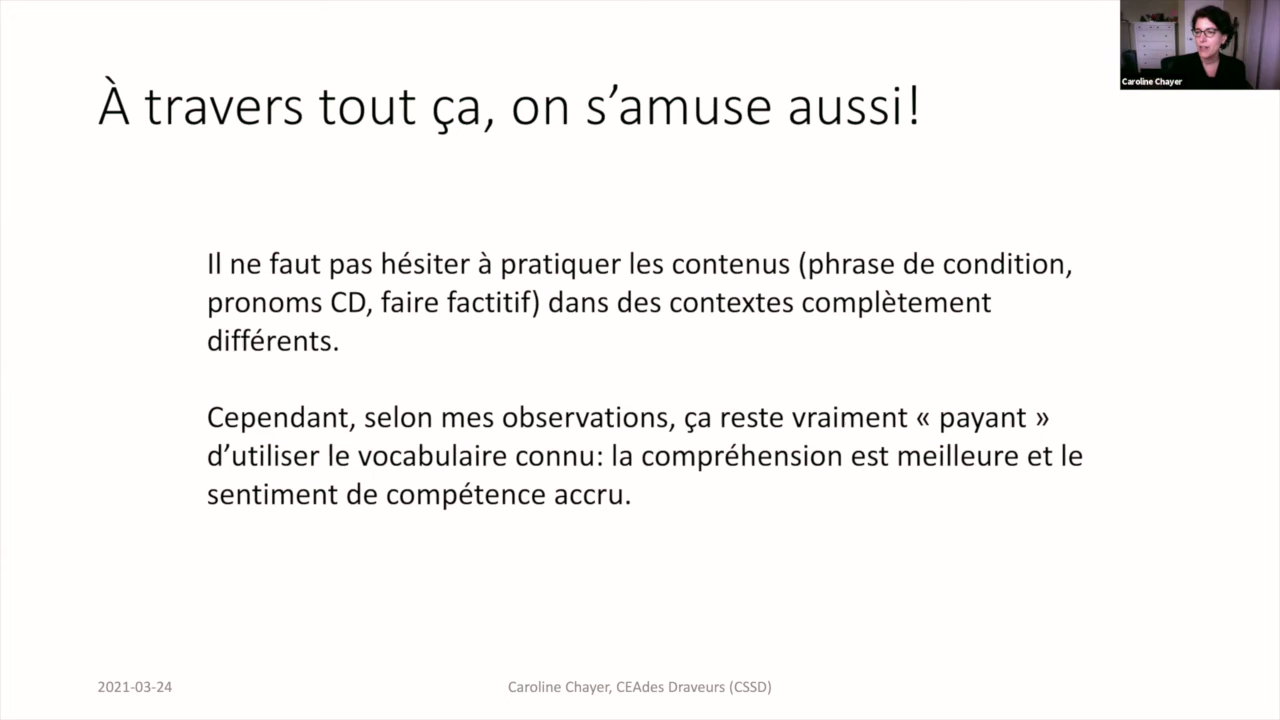 Caroline Chayer
À travers tout ça, on s’amuse aussi!
Il ne faut pas hésiter à pratiquer les contenus (phrase de condition,
pronoms CD, faire factitif) dans des contextes complètement
différents.
Cependant, selon mes observations, ça reste vraiment « payant »
d’utiliser le vocabulaire connu: la compréhension est meilleure et le
sentiment de compétence accru.
2021-03-24
Caroline Chayer, CEAdes Draveurs (CSSD)